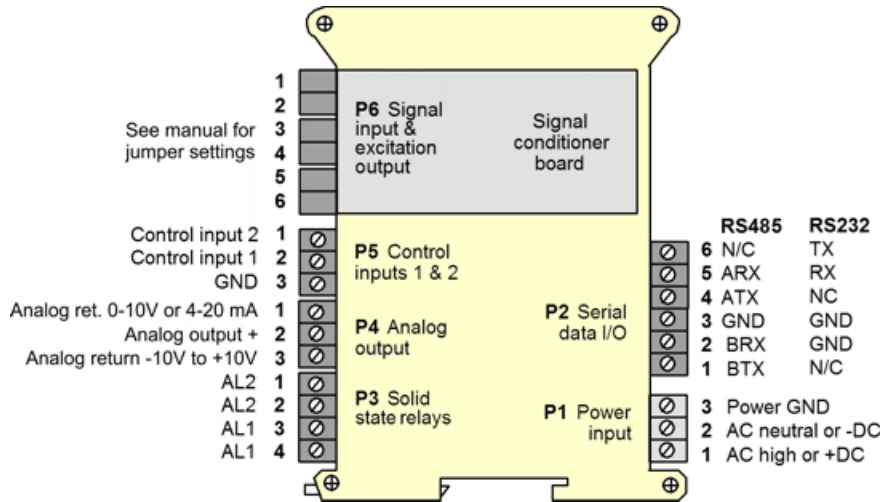 1
2
3
4
5
6
See manual for
jumper settings
P6 Signal
input &
excitation
output
Signal
conditioner
board
Control input 2 1
Control input 1 2
GND 3
P5 Control
inputs 1 & 2
Analog ret. 0-10V or 4-20 mA 1
Analog output + 2
Analog return -10V to +10V 3
P4 Analog
output
AL2 1
AL2 2
AL1 3
AL1 4
P3 Solid
state relays
RS485 RS232
6 N/C TX
5 ARX RX
4 ATX NC
3 GND GND
2 BRX GND
1 BTX N/C
P2 Serial
data I/O
P1 Power
input
3 Power GND
2 AC neutral or -DC
1 AC high or +DC